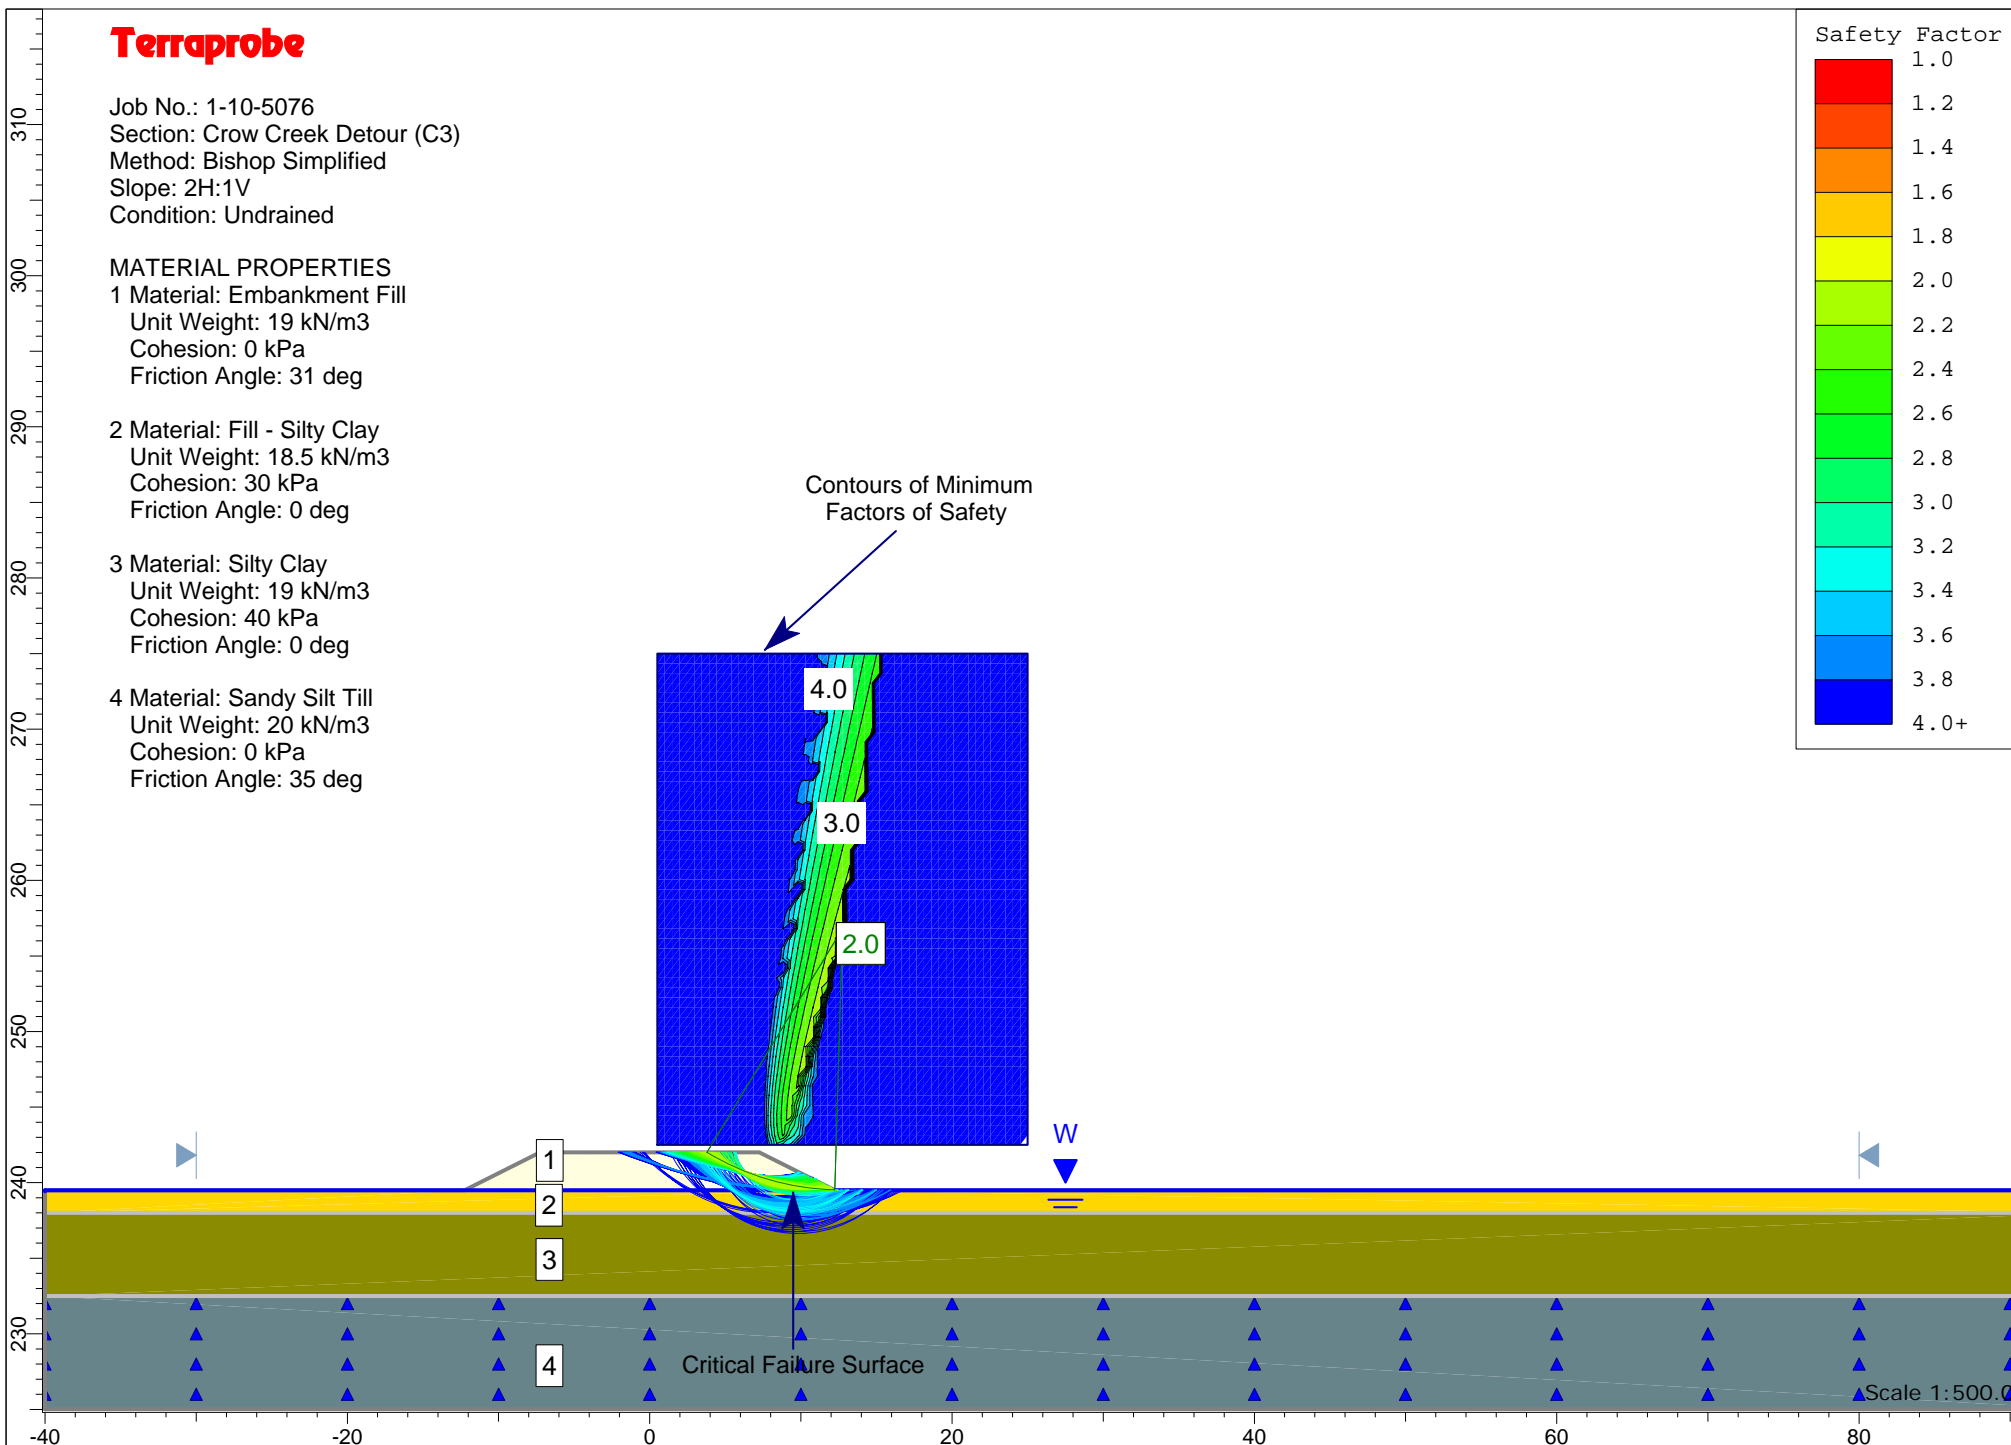 Terraprobe
Job No.: 1-10-5076
Section: Crow Creek Detour (C3)
Method: Bishop Simplified
Slope: 2H:1V
Condition: Undrained
MATERIAL PROPERTIES
1 Material: Embankment Fill
Unit Weight: 19 kN/m3
Cohesion: 0 kPa
Friction Angle: 31 deg
2 Material: Fill - Silty Clay
Unit Weight: 18.5 kN/m3
Cohesion: 30 kPa
Friction Angle: 0 deg
3 Material: Silty Clay
Unit Weight: 19 kN/m3
Cohesion: 40 kPa
Friction Angle: 0 deg
4 Material: Sandy Silt Till
Unit Weight: 20 kN/m3
Cohesion: 0 kPa
Friction Angle: 35 deg
Safety Factor
1.0
1.2
1.4
1.6
1.8
2.0
2.2
2.4
2.6
2.8
3.0
3.2
3.4
3.6
3.8
4.0+
Contours of Minimum
Factors of Safety
4.0
3.0
2.0
W
1
2
3
4
Critical Failure Surface
Scale 1:500.0
310
300
290
280
270
260
250
240
230
-40
-20
0
20
40
60
80